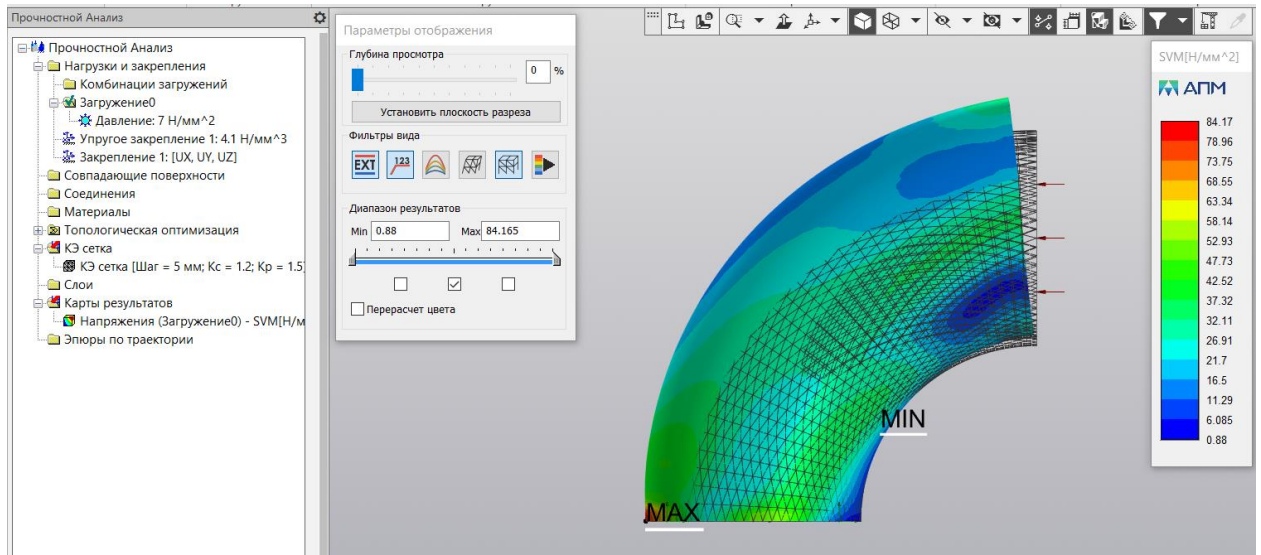 Прочностной Анализ
Прочностной Анализ
Нагрузки и закрепления
Комбинации загружений
Загружение0
Давление: 7 Н/мм^2
Упругое закрепление 1: 4.1 Н/мм^3
Закрепление 1: [UX, UY, UZ]
Совпадающие поверхности
Соединения
Материалы
Топологическая оптимизация
КЭ сетка
КЭ сетка [Шаг = 5 мм; Кс = 1.2; Кр = 1.5]
Слои
Карты результатов
Напряжения (Загружение0) - SVM[Н/м
Эпюры по траектории
Параметры отображения
Глубина просмотра
0 %
Установить плоскость разреза
Фильтры вида
EXT 123
Диапазон результатов
Min 0.88 Max 84.165
Перерасчет цвета
MIN
MAX
SVM[Н/мм^2]
АПМ
84.17
78.96
73.75
68.55
63.34
58.14
52.93
47.73
42.52
37.32
32.11
26.91
21.7
16.5
11.29
6.085
0.88